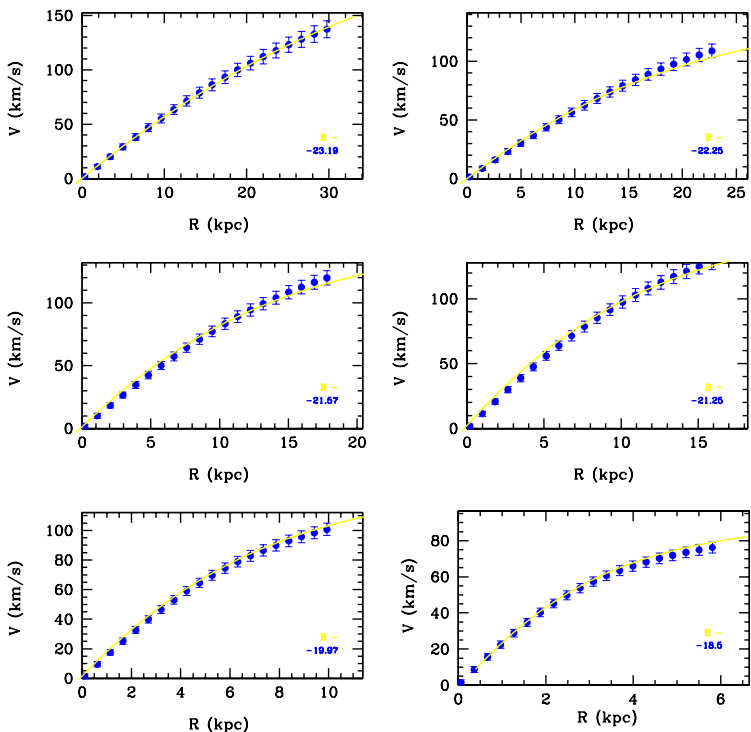 150
100
50
0
V (km/s)
0 10 20 30
R (kpc)
B -
-23.19
100
50
0
V (km/s)
0 5 10 15 20 25
R (kpc)
B -
-22.25
100
50
0
V (km/s)
0 5 10 15 20
R (kpc)
B -
-21.57
100
50
0
V (km/s)
0 5 10 15
R (kpc)
B -
-21.25
100
80
60
40
20
0
V (km/s)
0 2 4 6 8 10
R (kpc)
B -
-19.97
80
60
40
20
0
V (km/s)
0 2 4 6
R (kpc)
B -
-18.5